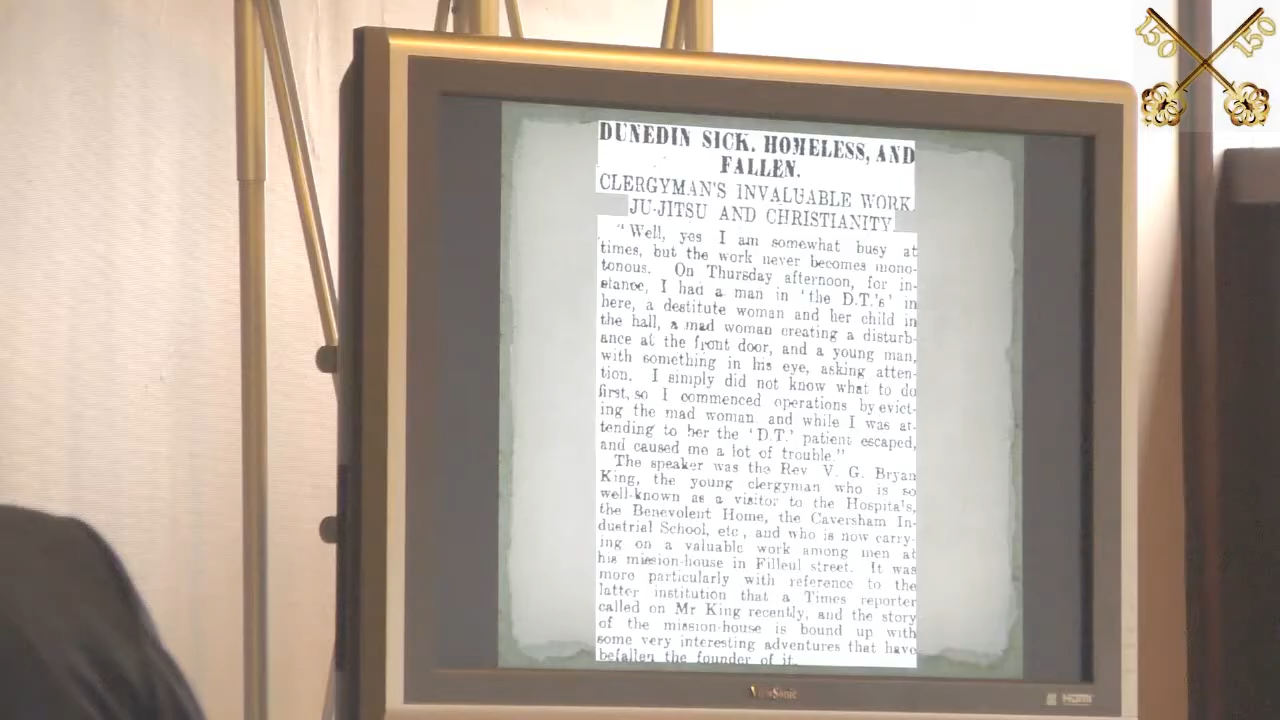 150 150
DUNEDIN SICK, HOMELESS, AND
FALLEN.
CLERGYMAN'S INVALUABLE WORK
JU-JITSU AND CHRISTIANITY
"Well, yes I am somewhat busy at
times, but the work never becomes mono-
tonous. On Thursday afternoon, for in-
stance, I had a man in 'the D.T.'s' in
here, a destitute woman and her child in
the hall, a mad woman creating a disturb-
ance at the front door, and a young man,
with something in his eye, asking atten-
tion. I simply did not know what to do
first, so I commenced operations by evict-
ing the mad woman and while I was at-
tending to her the 'D.T.' patient escaped,
and caused me a lot of trouble."
The speaker was the Rev V. G. Bryan
King, the young clergyman who is so
well-known as a visitor to the Hospitals,
the Benevolent Home, the Caversham In-
dustrial School, etc, and who is now carry-
ing on a valuable work among men at
his mission-house in Filleul street. It was
more particularly with reference to the
latter institution that a Times reporter
called on Mr King recently, and the story
of the mission-house is bound up with
some very interesting adventures that have
befallen the founder of it.
ViewSonic
HDMI